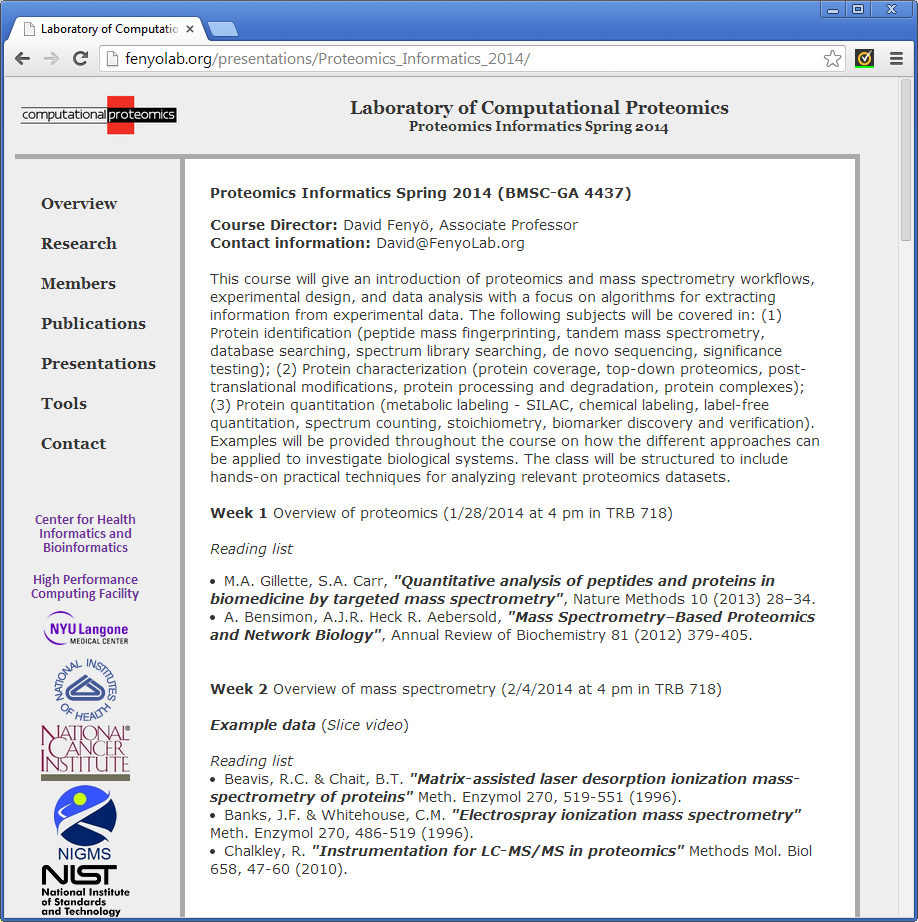 Laboratory of Computatio
fenyolab.org/presentations/Proteomics_Informatics_2014/
computationalproteomics
Laboratory of Computational Proteomics
Proteomics Informatics Spring 2014
Overview
Research
Members
Publications
Presentations
Tools
Contact
Center for Health
Informatics and
Bioinformatics
High Performance
Computing Facility
NYU Langone
MEDICAL CENTER
NATIONAL INSTITUTES
OF HEALTH
NATIONAL
CANCER
INSTITUTE
NIGMS
NIST
National Institute
of Standards
and Technology
Proteomics Informatics Spring 2014 (BMSC-GA 4437)
Course Director: David Fenyö, Associate Professor
Contact information: David@FenyoLab.org
This course will give an introduction of proteomics and mass spectrometry workflows,
experimental design, and data analysis with a focus on algorithms for extracting
information from experimental data. The following subjects will be covered in: (1)
Protein identification (peptide mass fingerprinting, tandem mass spectrometry,
database searching, spectrum library searching, de novo sequencing, significance
testing); (2) Protein characterization (protein coverage, top-down proteomics, post-
translational modifications, protein processing and degradation, protein complexes);
(3) Protein quantitation (metabolic labeling - SILAC, chemical labeling, label-free
quantitation, spectrum counting, stoichiometry, biomarker discovery and verification).
Examples will be provided throughout the course on how the different approaches can
be applied to investigate biological systems. The class will be structured to include
hands-on practical techniques for analyzing relevant proteomics datasets.
Week 1 Overview of proteomics (1/28/2014 at 4 pm in TRB 718)
Reading list
• M.A. Gillette, S.A. Carr, "Quantitative analysis of peptides and proteins in
biomedicine by targeted mass spectrometry", Nature Methods 10 (2013) 28–34.
• A. Bensimon, A.J.R. Heck R. Aebersold, "Mass Spectrometry–Based Proteomics
and Network Biology", Annual Review of Biochemistry 81 (2012) 379-405.
Week 2 Overview of mass spectrometry (2/4/2014 at 4 pm in TRB 718)
Example data (Slice video)
Reading list
• Beavis, R.C. & Chait, B.T. "Matrix-assisted laser desorption ionization mass-
spectrometry of proteins" Meth. Enzymol 270, 519-551 (1996).
• Banks, J.F. & Whitehouse, C.M. "Electrospray ionization mass spectrometry"
Meth. Enzymol 270, 486-519 (1996).
• Chalkley, R. "Instrumentation for LC-MS/MS in proteomics" Methods Mol. Biol
658, 47-60 (2010).